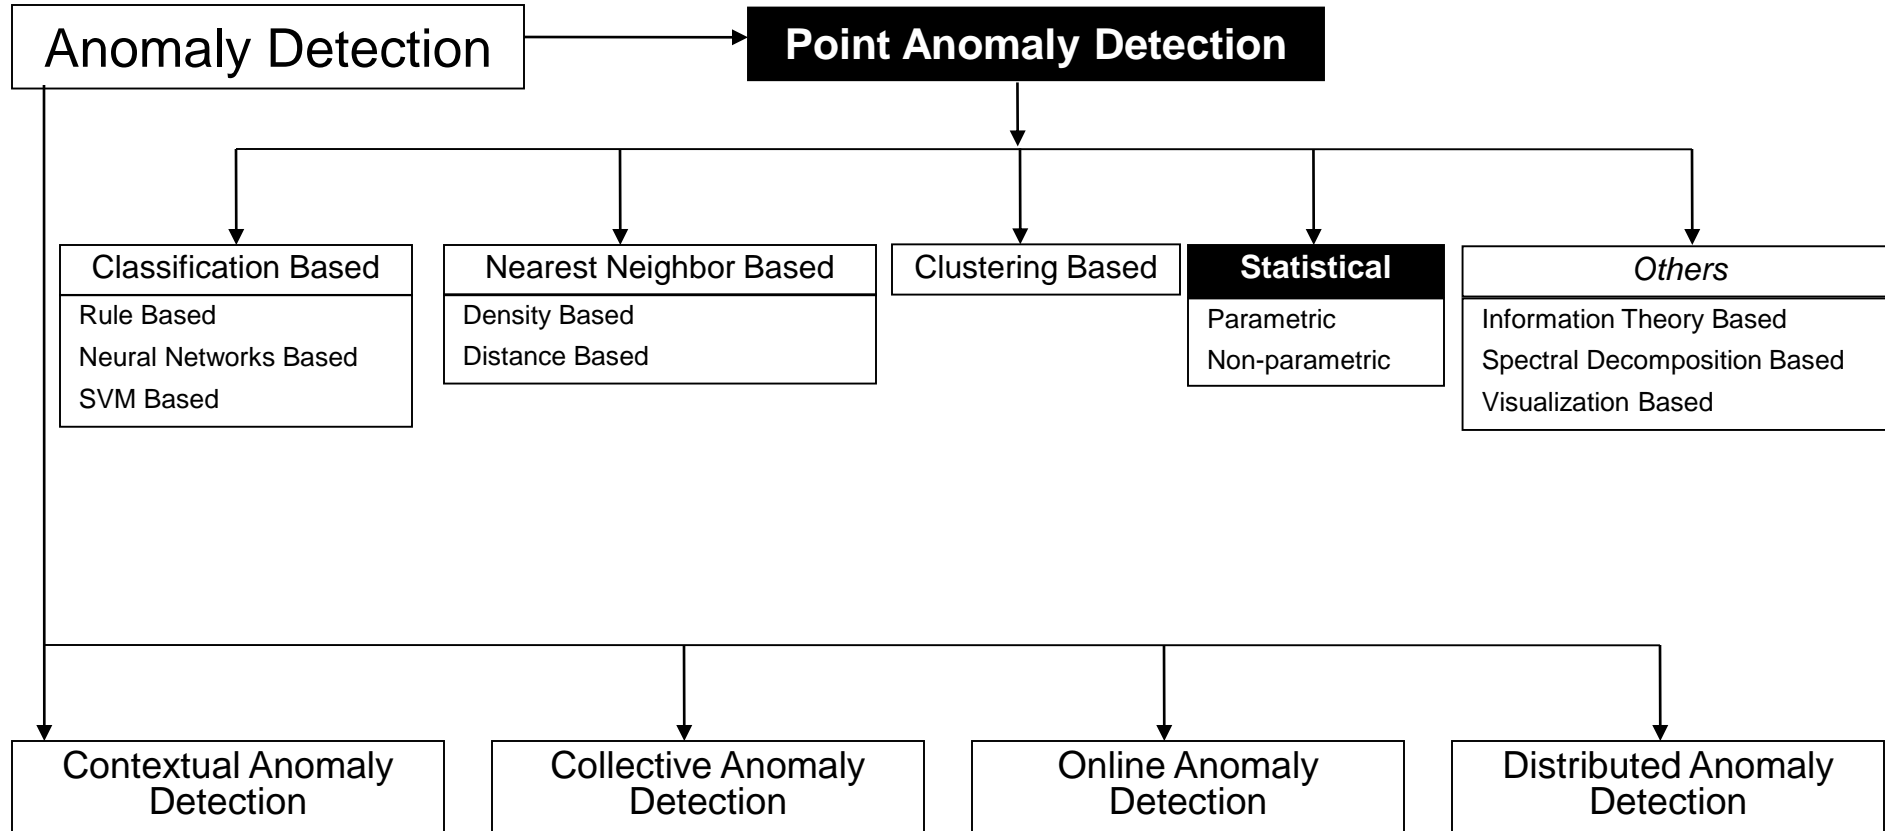 Anomaly Detection
Point Anomaly Detection
Classification Based
Rule Based
Neural Networks Based
SVM Based
Nearest Neighbor Based
Density Based
Distance Based
Clustering Based
Statistical
Parametric
Non-parametric
Others
Information Theory Based
Spectral Decomposition Based
Visualization Based
Contextual Anomaly
Detection
Collective Anomaly
Detection
Online Anomaly
Detection
Distributed Anomaly
Detection